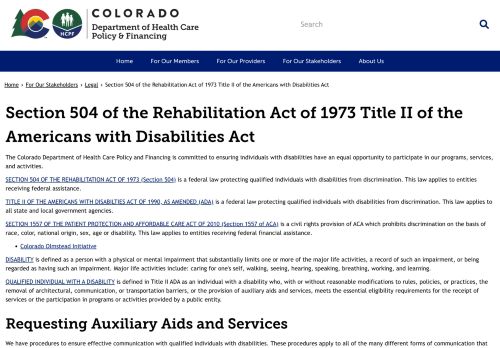 COLORADO
Department of Health Care
Policy & Financing
CO
HCPF
Search
Home
For Our Members
For Our Providers
For Our Stakeholders
About Us
Home › For Our Stakeholders › Legal › Section 504 of the Rehabilitation Act of 1973 Title II of the Americans with Disabilities Act
Section 504 of the Rehabilitation Act of 1973 Title II of the
Americans with Disabilities Act
The Colorado Department of Health Care Policy and Financing is committed to ensuring individuals with disabilities have an equal opportunity to participate in our programs, services,
and activities.
SECTION 504 OF THE REHABILITATION ACT OF 1973 (Section 504) is a federal law protecting qualified individuals with disabilities from discrimination. This law applies to entities
receiving federal assistance.
TITLE II OF THE AMERICANS WITH DISABILTIES ACT OF 1990, AS AMENDED (ADA) is a federal law protecting qualified individuals with disabilities from discrimination. This law applies to
all state and local government agencies.
SECTION 1557 OF THE PATIENT PROTECTION AND AFFORDABLE CARE ACT OF 2010 (Section 1557 of ACA) is a civil rights provision of ACA which prohibits discrimination on the basis of
race, color, national origin, sex, age or disability. This law applies to entities receiving federal financial assistance.
• Colorado Olmstead Initiative
DISABILITY is defined as a person with a physical or mental impairment that substantially limits one or more of the major life activities, a record of such an impairment, or being
regarded as having such an impairment. Major life activities include: caring for one's self, walking, seeing, hearing, speaking, breathing, working, and learning.
QUALIFIED INDIVIDUAL WITH A DISABILITY is defined in Title II ADA as an individual with a disability who, with or without reasonable modifications to rules, policies, or practices, the
removal of architectural, communication, or transportation barriers, or the provision of auxiliary aids and services, meets the essential eligibility requirements for the receipt of
services or the participation in programs or activities provided by a public entity.
Requesting Auxiliary Aids and Services
We have procedures to ensure effective communication with qualified individuals with disabilities. These procedures apply to all of the many different forms of communication that